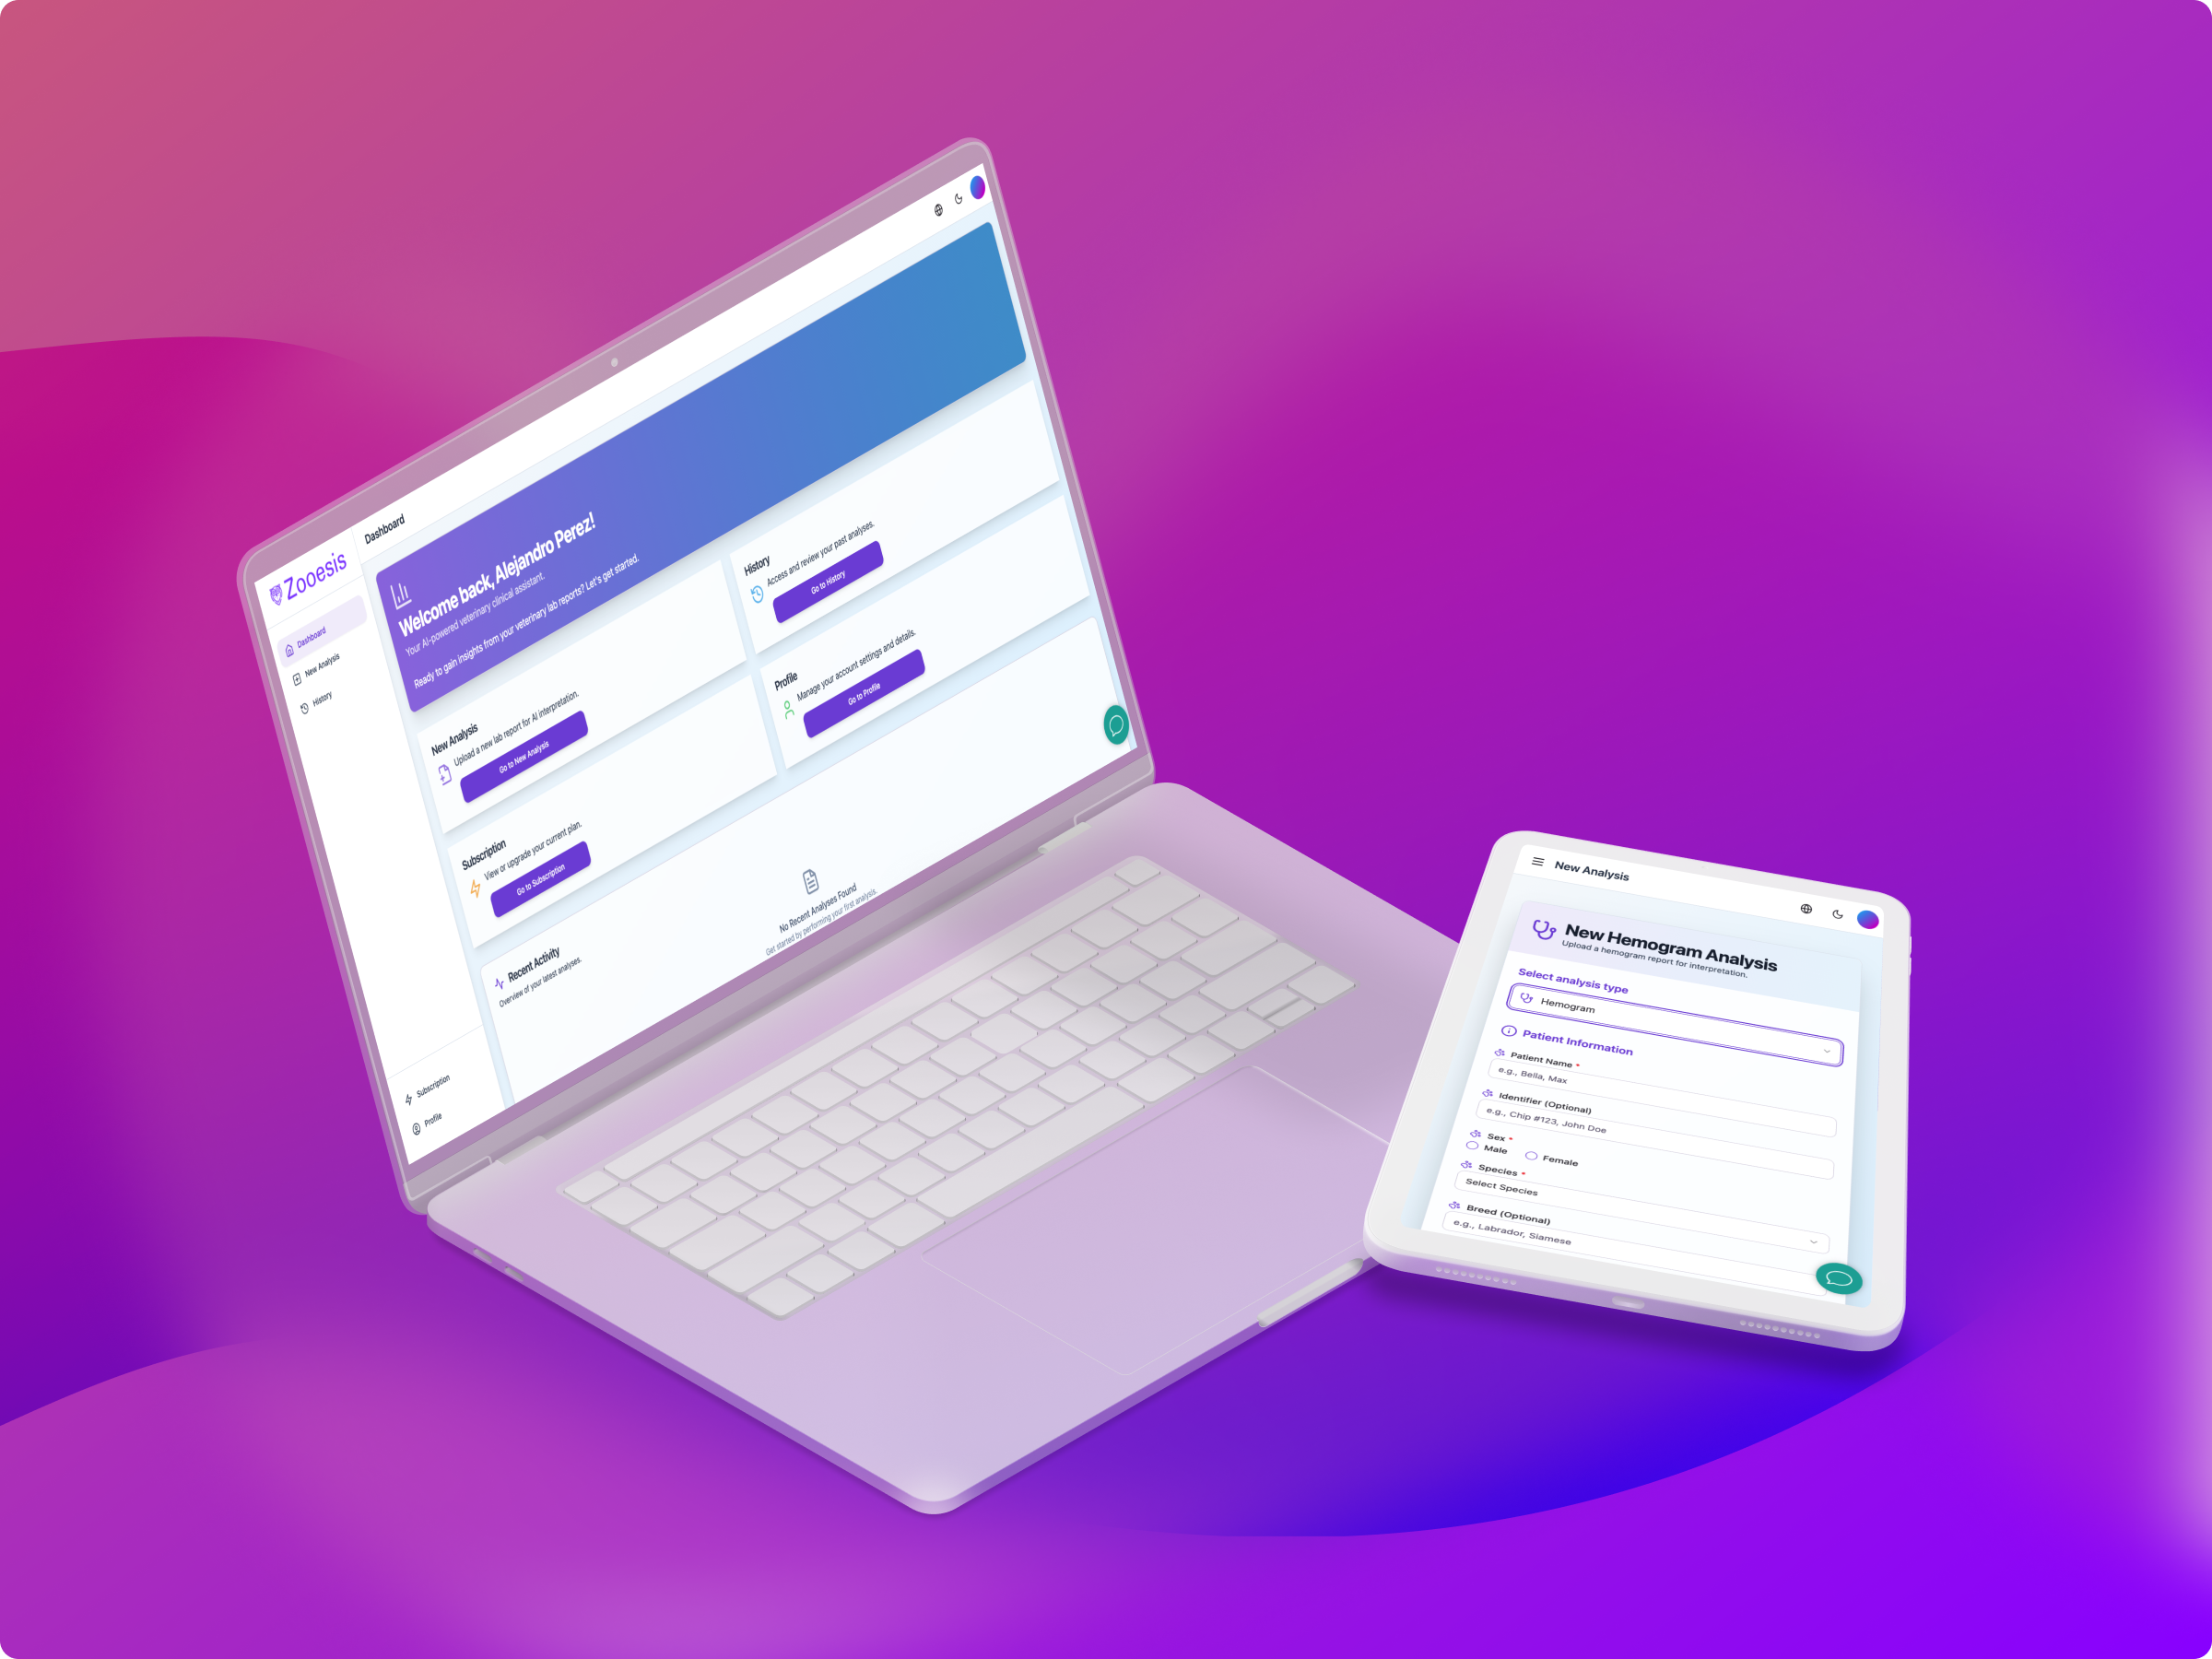 Zooesis
Dashboard
Dashboard
New Analysis
History
Subscription
Profile
Welcome back, Alejandro Perez!
Your AI-powered veterinary clinical assistant.
Ready to gain insights from your veterinary lab reports? Let's get started.
New Analysis
Upload a new lab report for AI interpretation.
Go to New Analysis
History
Access and review your past analyses.
Go to History
Subscription
View or upgrade your current plan.
Go to Subscription
Profile
Manage your account settings and details.
Go to Profile
Recent Activity
Overview of your latest analyses.
No Recent Analyses Found
Get started by performing your first analysis.
New Analysis
New Hemogram Analysis
Upload a hemogram report for interpretation.
Select analysis type
Hemogram
Patient Information
Patient Name *
e.g., Bella, Max
Identifier (Optional)
e.g., Chip #123, John Doe
Sex *
Male Female
Species *
Select Species
Breed (Optional)
e.g., Labrador, Siamese